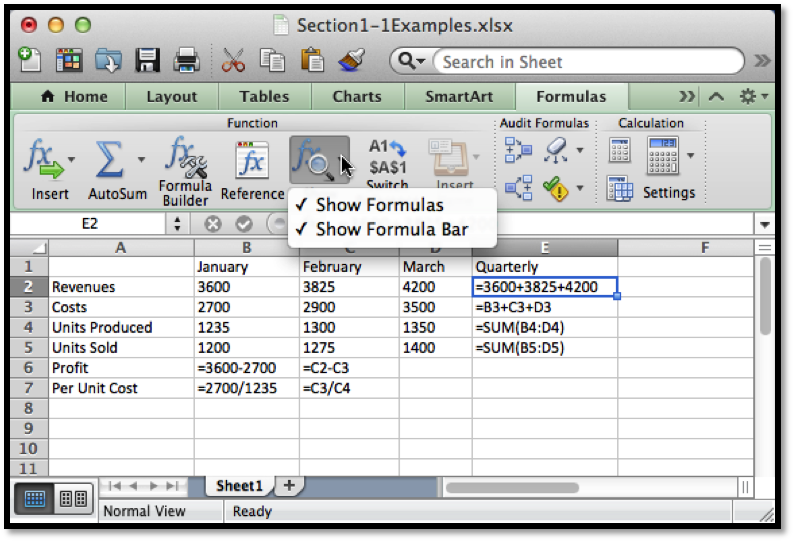 Section1-1Examples.xlsx
Search in Sheet
Home Layout Tables Charts SmartArt Formulas
Function Audit Formulas Calculation
A1
$A$1
Insert AutoSum Formula Builder Reference Switch Insert Settings
✓ Show Formulas
✓ Show Formula Bar
E2
A B C D E F
1 January February March Quarterly
2 Revenues 3600 3825 4200 =3600+3825+4200
3 Costs 2700 2900 3500 =B3+C3+D3
4 Units Produced 1235 1300 1350 =SUM(B4:D4)
5 Units Sold 1200 1275 1400 =SUM(B5:D5)
6 Profit =3600-2700 =C2-C3
7 Per Unit Cost =2700/1235 =C3/C4
8
9
10
11
Sheet1
Normal View Ready